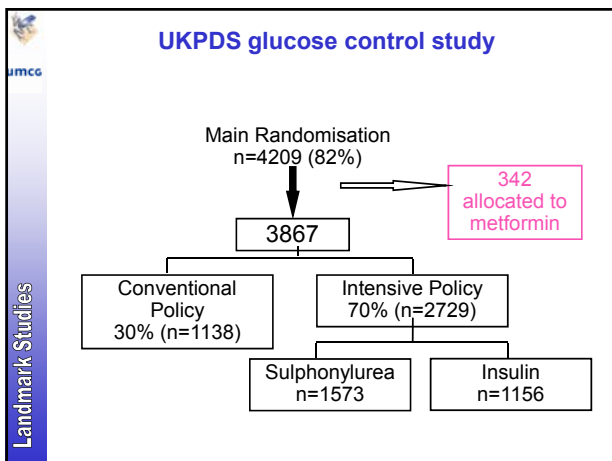 UKPDS glucose control study
umcg
Main Randomisation
n=4209 (82%)
342
allocated to
metformin
3867
Conventional
Policy
30% (n=1138)
Intensive Policy
70% (n=2729)
Sulphonylurea
n=1573
Insulin
n=1156
Landmark Studies